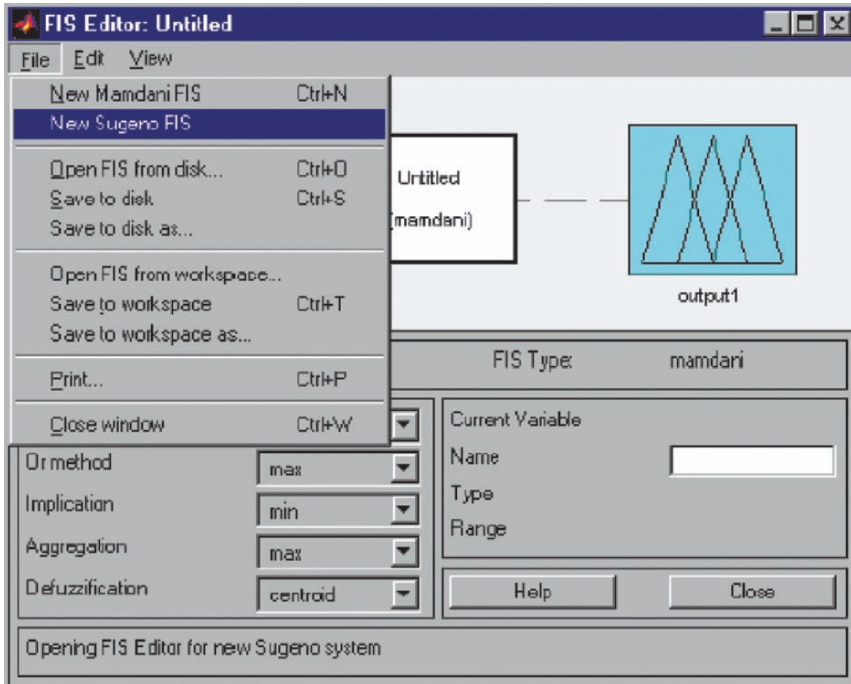 FIS Editor: Untitled
File Edit View
New Mamdani FIS Ctrl+N
New Sugeno FIS
Open FIS from disk... Ctrl+O
Save to disk Ctrl+S
Save to disk as...
Open FIS from workspace...
Save to workspace Ctrl+T
Save to workspace as...
Print... Ctrl+P
Close window Ctrl+W
Untitled
(mamdani)
output1
FIS Type: mamdani
Or method max
Implication min
Aggregation max
Defuzzification centroid
Current Variable
Name
Type
Range
Help Close
Opening FIS Editor for new Sugeno system